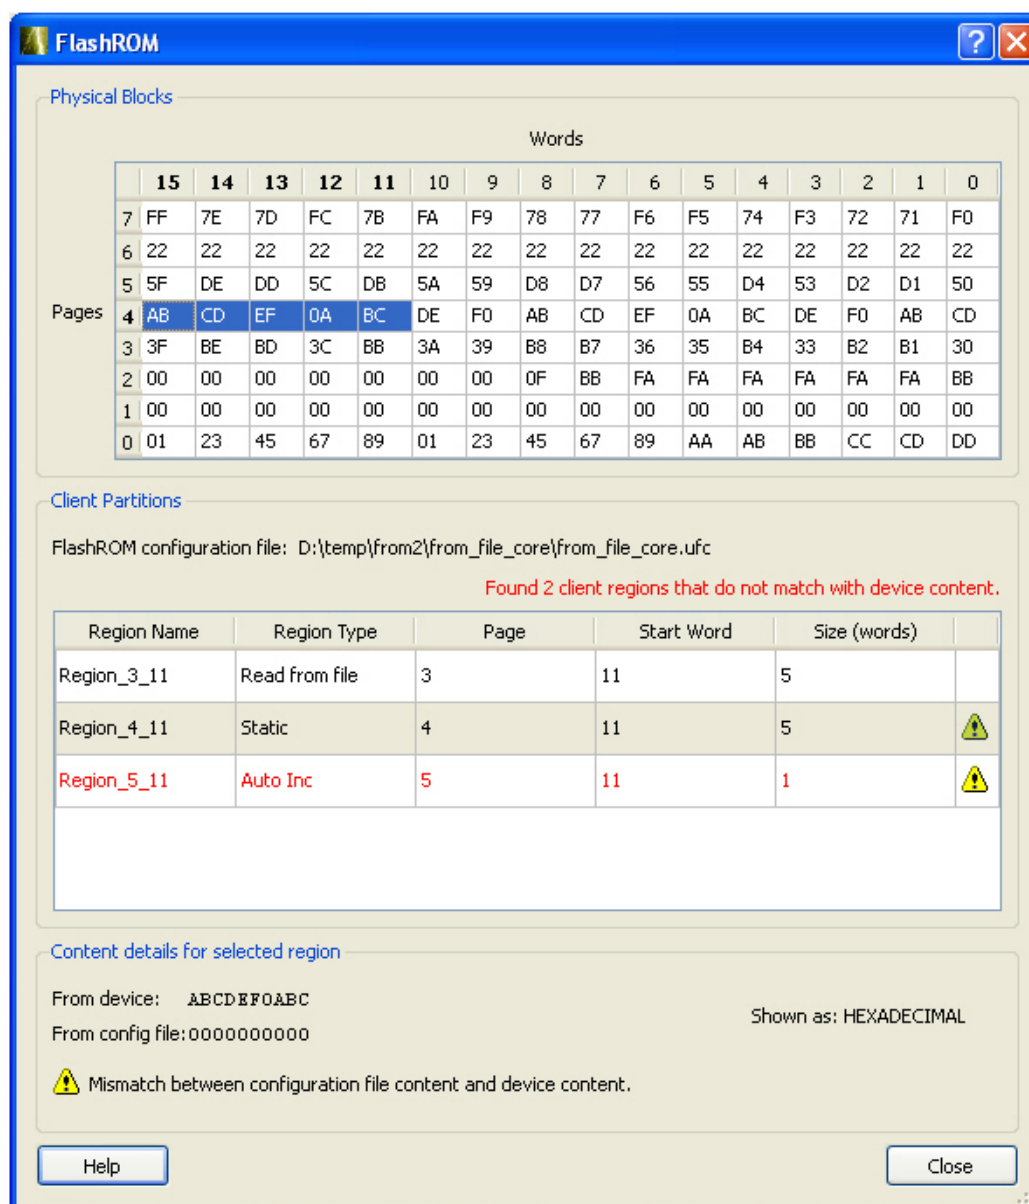 FlashROM
Physical Blocks
Words
15 14 13 12 11 10 9 8 7 6 5 4 3 2 1 0
7 FF 7E 7D FC 7B FA F9 78 77 F6 F5 74 F3 72 71 F0
6 22 22 22 22 22 22 22 22 22 22 22 22 22 22 22 22
5 5F DE DD 5C DB 5A 59 D8 D7 56 55 D4 53 D2 D1 50
Pages 4 AB CD EF 0A BC DE F0 AB CD EF 0A BC DE F0 AB CD
3 3F BE BD 3C BB 3A 39 B8 B7 36 35 B4 33 B2 B1 30
2 00 00 00 00 00 00 00 0F BB FA FA FA FA FA FA BB
1 00 00 00 00 00 00 00 00 00 00 00 00 00 00 00 00
0 01 23 45 67 89 01 23 45 67 89 AA AB BB CC CD DD
Client Partitions
FlashROM configuration file: D:\temp\from2\from_file_core\from_file_core.ufc
Found 2 client regions that do not match with device content.
Region Name Region Type Page Start Word Size (words)
Region_3_11 Read from file 3 11 5
Region_4_11 Static 4 11 5
Region_5_11 Auto Inc 5 11 1
Content details for selected region
From device: ABCDEF0ABC
Shown as: HEXADECIMAL
From config file: 0000000000
Mismatch between configuration file content and device content.
Help Close